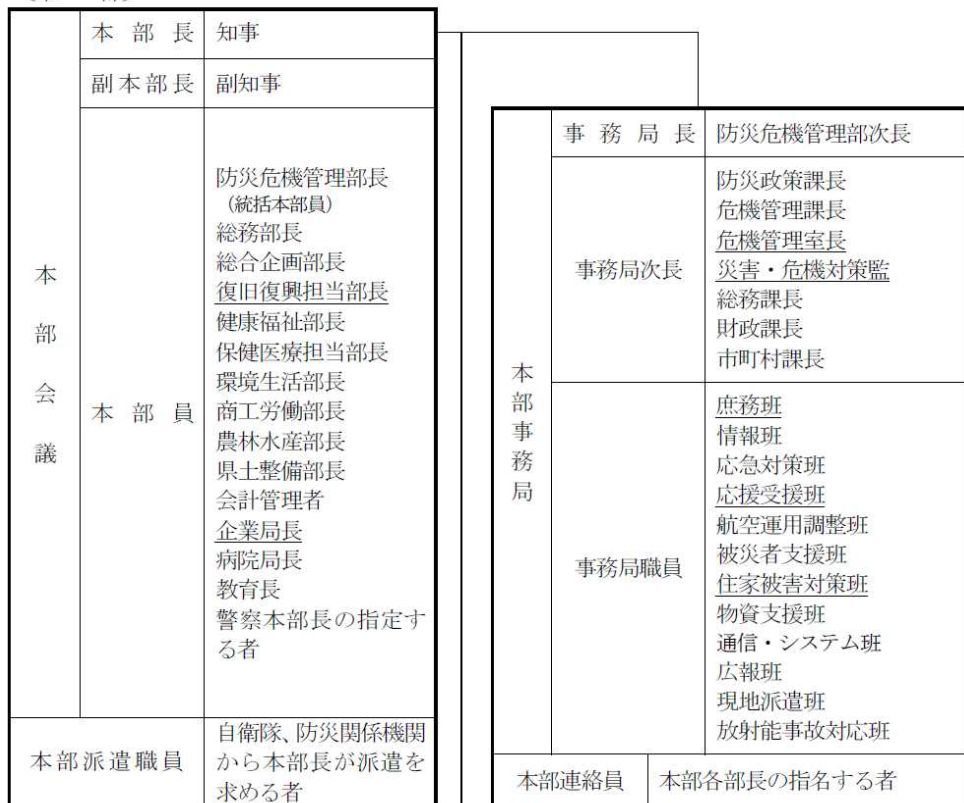 本部会議
本部長 知事
副本部長 副知事
本部員
防災危機管理部長
（統括本部員）
総務部長
総合企画部長
復旧復興担当部長
健康福祉部長
保健医療担当部長
環境生活部長
商工労働部長
農林水産部長
県土整備部長
会計管理者
企業局長
病院局長
教育長
警察本部長の指定す
る者
本部派遣職員
自衛隊、防災関係機関
から本部長が派遣を
求める者
本部事務局
事務局長 防災危機管理部次長
事務局次長
防災政策課長
危機管理課長
危機管理室長
災害・危機対策監
総務課長
財政課長
市町村課長
事務局職員
庶務班
情報班
応急対策班
応援受援班
航空運用調整班
被災者支援班
住家被害対策班
物資支援班
通信・システム班
広報班
現地派遣班
放射能事故対応班
本部連絡員 本部各部長の指名する者